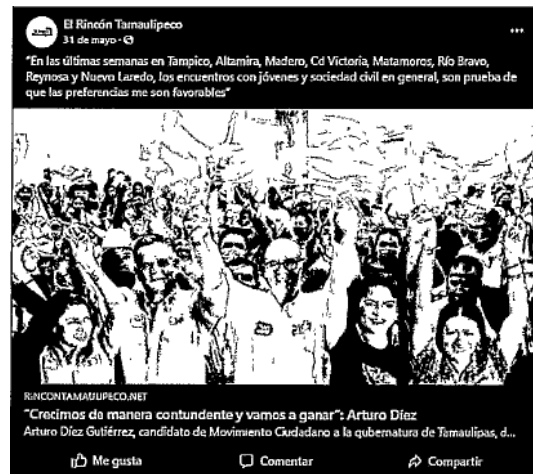 El Rincón Tamaulipeco
31 de mayo ·
"En las últimas semanas en Tampico, Altamira, Madero, Cd Victoria, Matamoros, Río Bravo,
Reynosa y Nuevo Laredo, los encuentros con jóvenes y sociedad civil en general, son prueba de
que las preferencias me son favorables"
RINCONTAMAULIPECO.NET
"Crecimos de manera contundente y vamos a ganar": Arturo Díez
Arturo Díez Gutiérrez, candidato de Movimiento Ciudadano a la gubernatura de Tamaulipas, d...
Me gusta
Comentar
Compartir